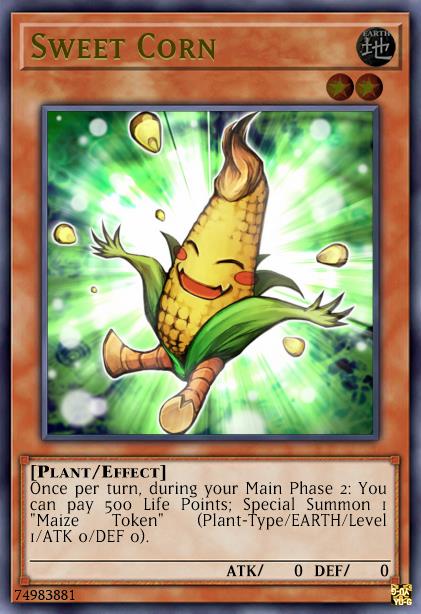 Sweet Corn
EARTH
地
[Plant/Effect]
Once per turn, during your Main Phase 2: You
can pay 500 Life Points; Special Summon 1
"Maize Token" (Plant-Type/EARTH/Level
1/ATK 0/DEF 0).
ATK/ 0 DEF/ 0
74983881